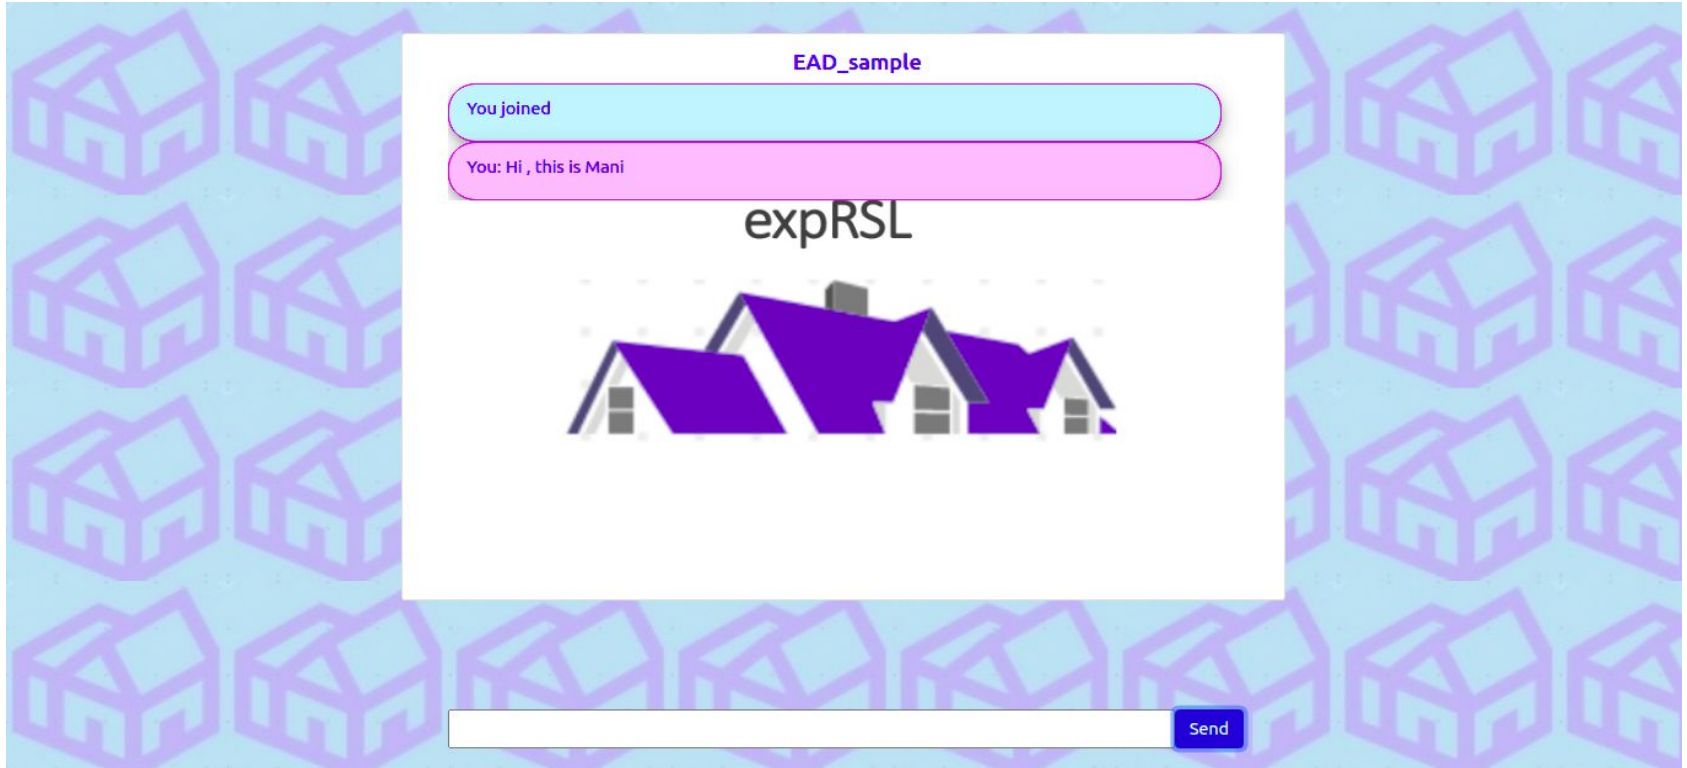 EAD_sample
You joined
You: Hi , this is Mani
expRSL
Send